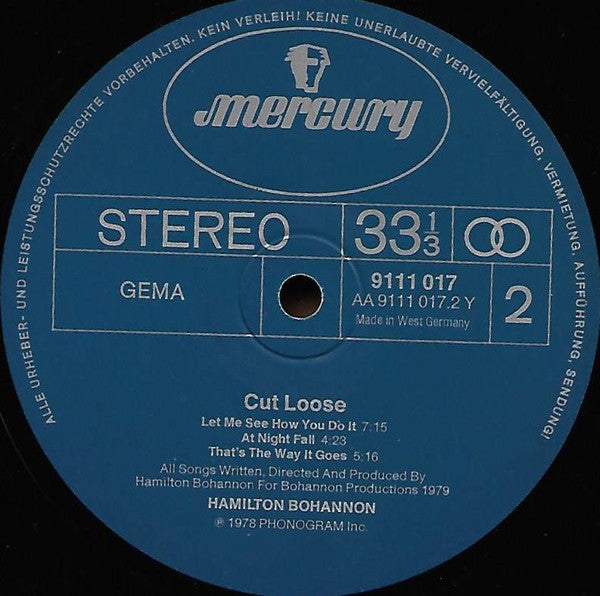 ALLE URHEBER- UND LEISTUNGSSCHUTZRECHTE VORBEHALTEN. KEIN VERLEIH! KEINE UNERLAUBTE VERVIELFÄLTIGUNG, VERMIETUNG, AUFFÜHRUNG, SENDUNG!
mercury
STEREO
33 1/3
GEMA
9111 017
AA 9111 017.2 Y
Made in West Germany
2
Cut Loose
Let Me See How You Do It 7:15
At Night Fall 4:23
That's The Way It Goes 5:16
All Songs Written, Directed And Produced By
Hamilton Bohannon For Bohannon Productions 1979
HAMILTON BOHANNON
℗ 1978 PHONOGRAM Inc.